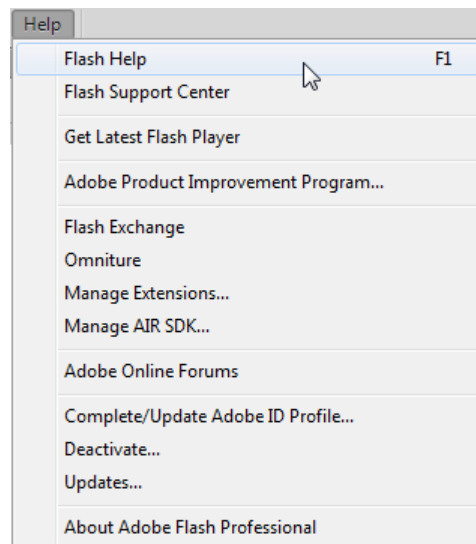 Help
Flash Help F1
Flash Support Center
Get Latest Flash Player
Adobe Product Improvement Program...
Flash Exchange
Omniture
Manage Extensions...
Manage AIR SDK...
Adobe Online Forums
Complete/Update Adobe ID Profile...
Deactivate...
Updates...
About Adobe Flash Professional